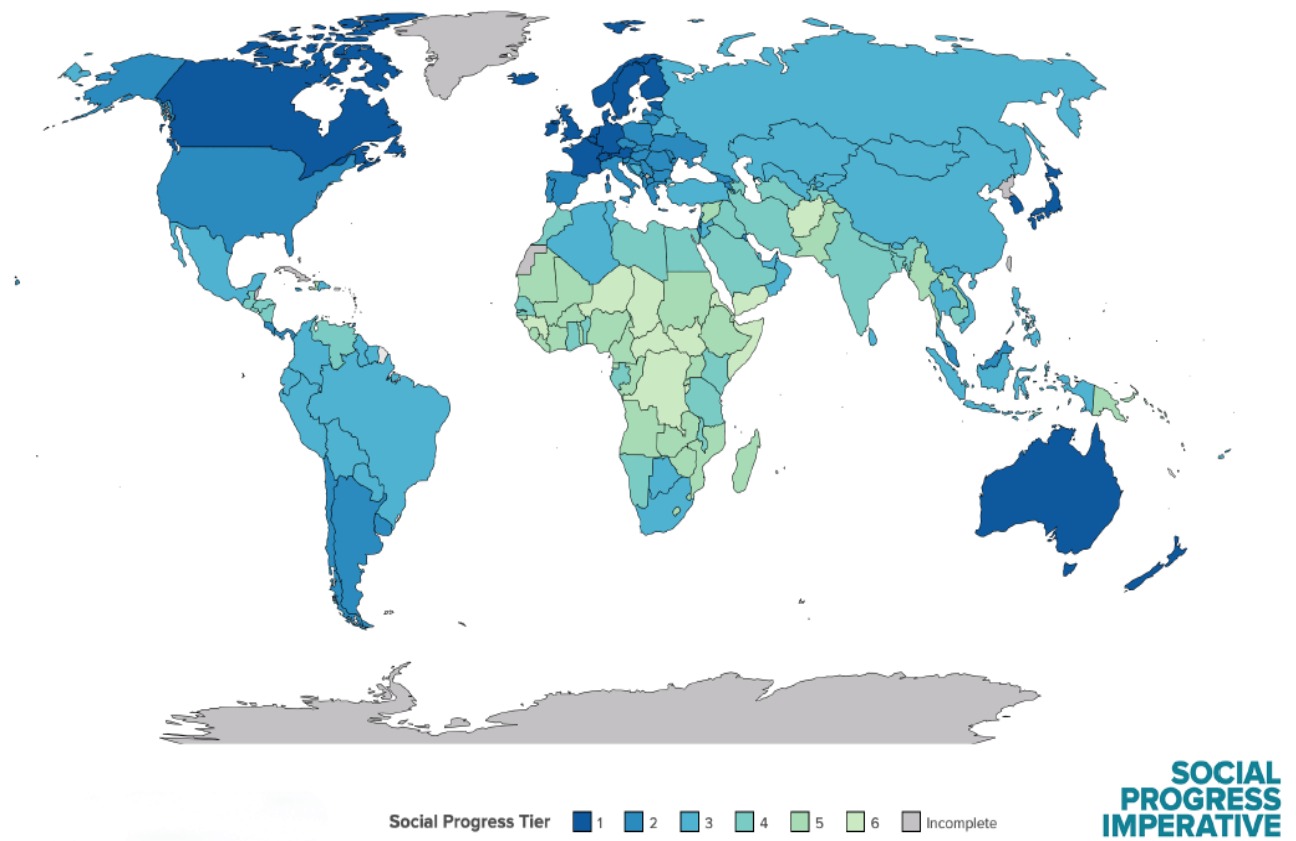 Social Progress Tier 1 2 3 4 5 6 Incomplete
SOCIAL
PROGRESS
IMPERATIVE